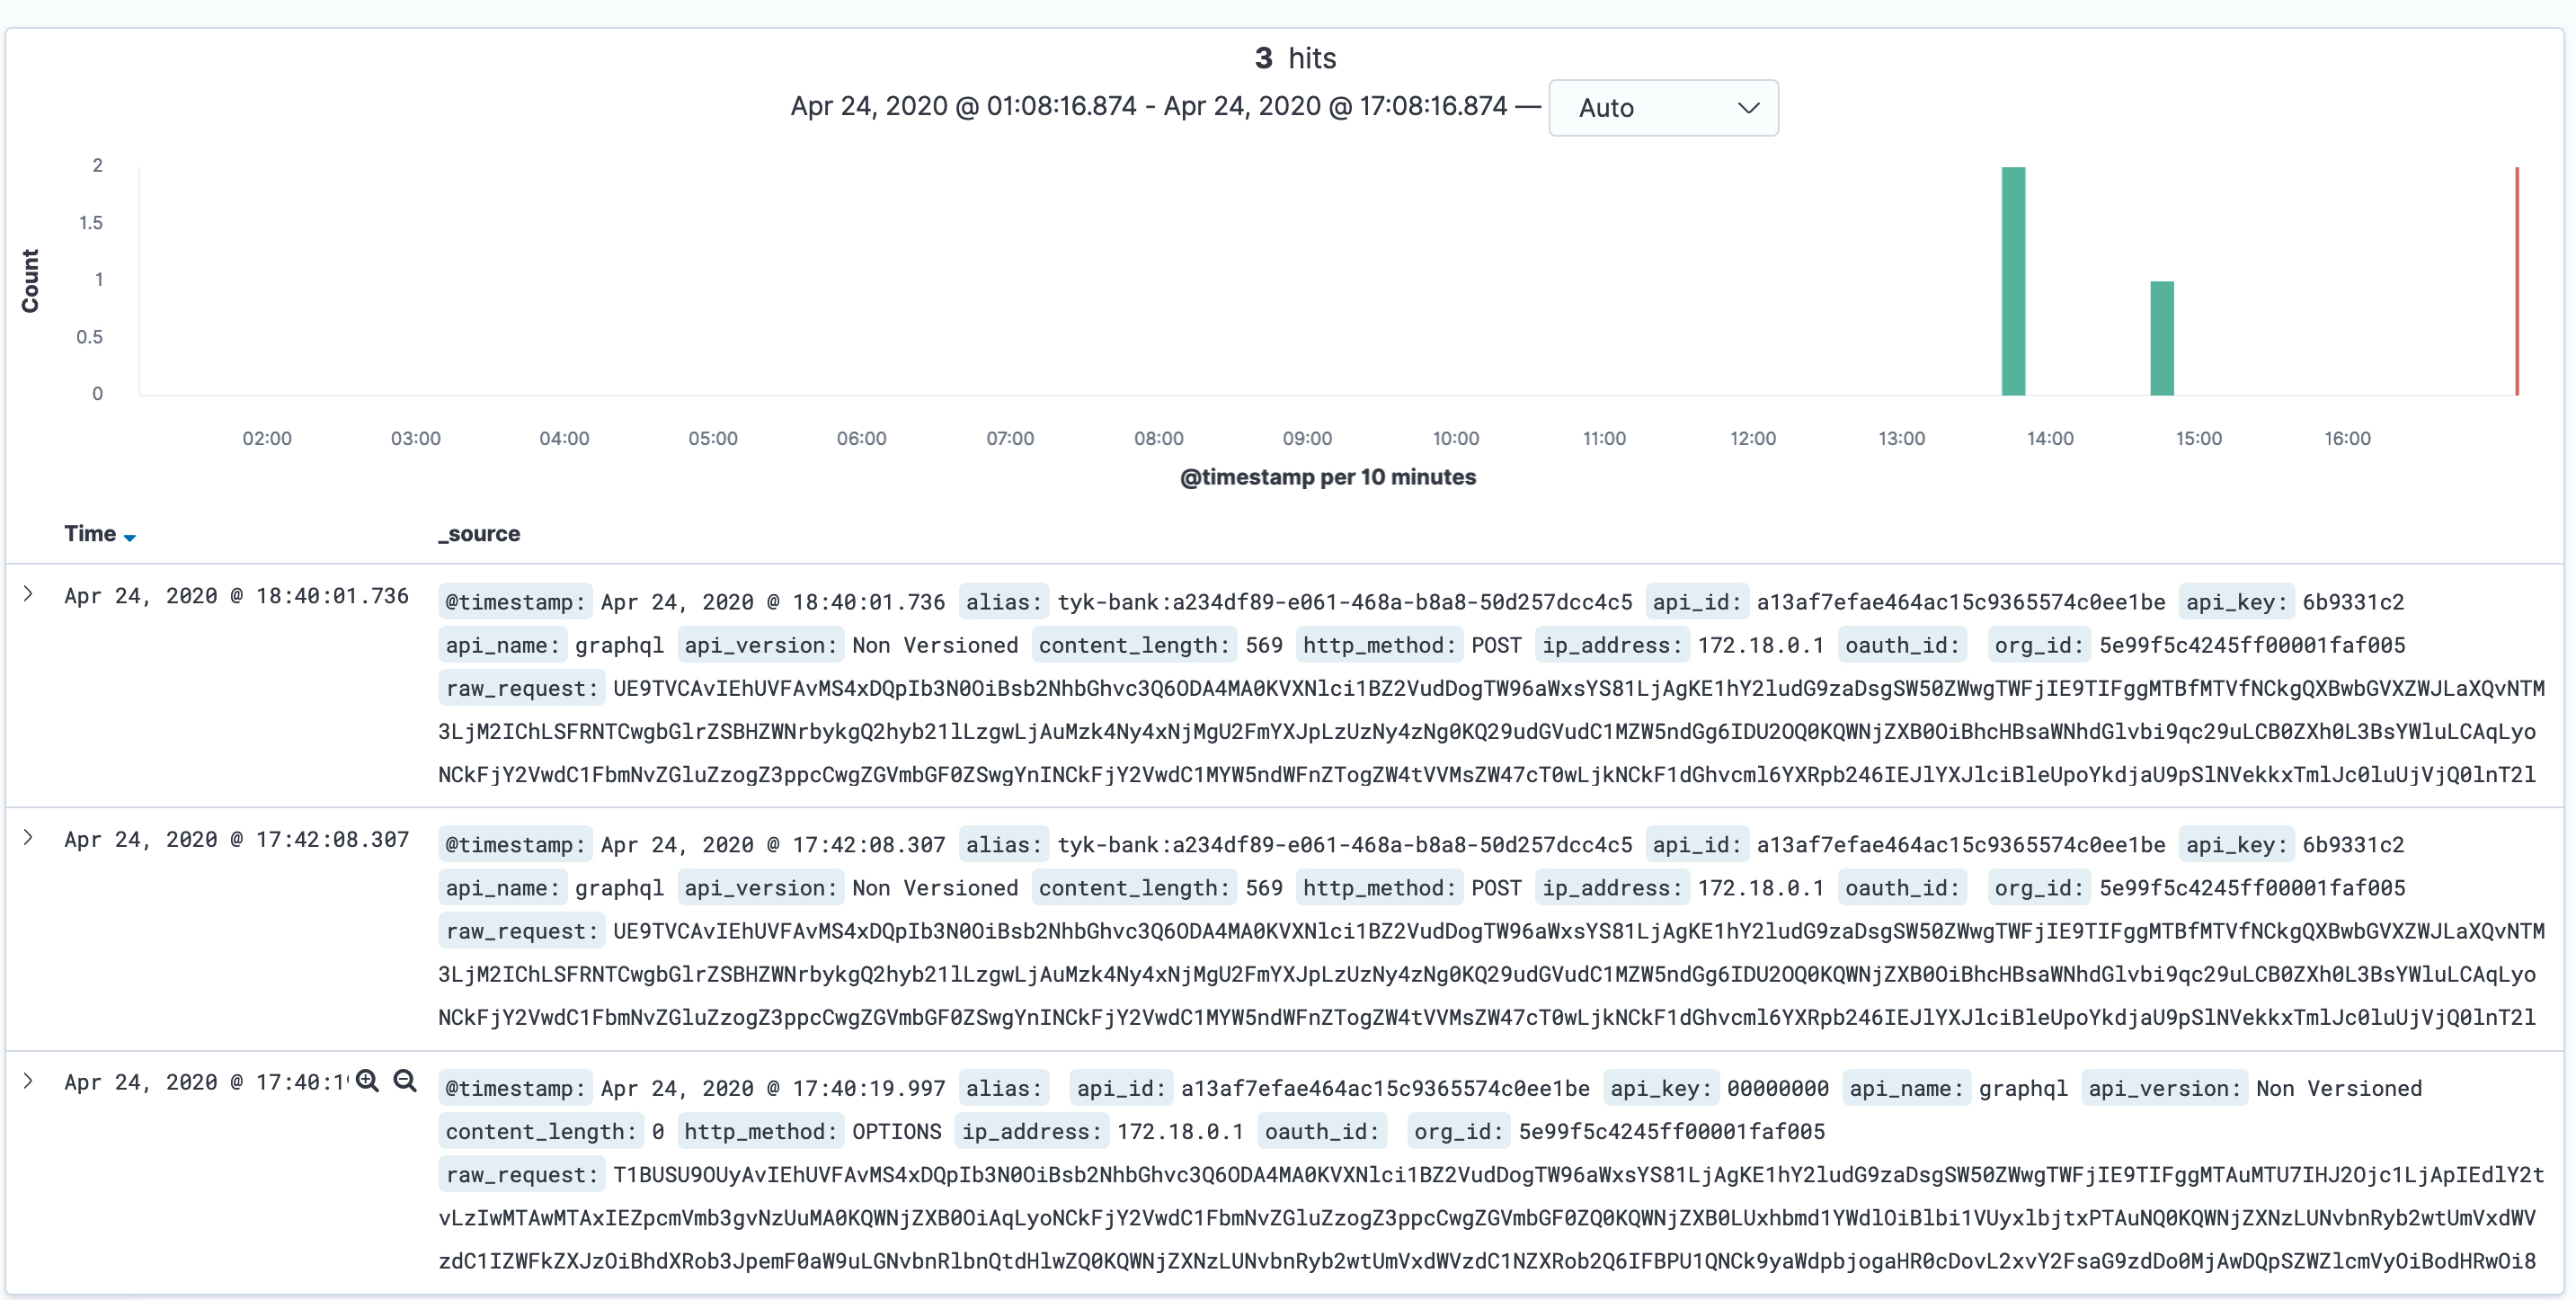 3 hits
Apr 24, 2020 @ 01:08:16.874 - Apr 24, 2020 @ 17:08:16.874 — Auto
2
1.5
1
0.5
0
Count
02:00 03:00 04:00 05:00 06:00 07:00 08:00 09:00 10:00 11:00 12:00 13:00 14:00 15:00 16:00
@timestamp per 10 minutes
Time _source
Apr 24, 2020 @ 18:40:01.736 @timestamp: Apr 24, 2020 @ 18:40:01.736 alias: tyk-bank:a234df89-e061-468a-b8a8-50d257dcc4c5 api_id: a13af7efae464ac15c9365574c0ee1be api_key: 6b9331c2
api_name: graphql api_version: Non Versioned content_length: 569 http_method: POST ip_address: 172.18.0.1 oauth_id: org_id: 5e99f5c4245ff00001faf005
raw_request: UE9TVCAvIEhUVFAvMS4xDQpIb3N0OiBsb2NhbGhvc3Q6ODA4MA0KVXNlci1BZ2VudDogTW96aWxsYS81LjAgKE1hY2ludG9zaDsgSW50ZWwgTWFjIE9TIFggMTBfMTVfNCkgQXBwbGVXZWJLaXQvNTM
3LjM2IChLSFRNTCwgbGlrZSBHZWNrbykgQ2hyb21lLzgwLjAuMzk4Ny4xNjMgU2FmYXJpLzUzNy4zNg0KQ29udGVudC1MZW5ndGg6IDU2OQ0KQWNjZXB0OiBhcHBsaWNhdGlvbi9qc29uLCB0ZXh0L3BsYWluLCAqLyo
NCkFjY2VwdC1FbmNvZGluZzogZ3ppcCwgZGVmbGF0ZSwgYnINCkFjY2VwdC1MYW5ndWFnZTogZW4tVVMsZW47cT0wLjkNCkF1dGhvcml6YXRpb246IEJlYXJlciBleUpoYkdjaU9pSlNVekkxTmlJc0luUjVjQ0lnT2l
Apr 24, 2020 @ 17:42:08.307 @timestamp: Apr 24, 2020 @ 17:42:08.307 alias: tyk-bank:a234df89-e061-468a-b8a8-50d257dcc4c5 api_id: a13af7efae464ac15c9365574c0ee1be api_key: 6b9331c2
api_name: graphql api_version: Non Versioned content_length: 569 http_method: POST ip_address: 172.18.0.1 oauth_id: org_id: 5e99f5c4245ff00001faf005
raw_request: UE9TVCAvIEhUVFAvMS4xDQpIb3N0OiBsb2NhbGhvc3Q6ODA4MA0KVXNlci1BZ2VudDogTW96aWxsYS81LjAgKE1hY2ludG9zaDsgSW50ZWwgTWFjIE9TIFggMTBfMTVfNCkgQXBwbGVXZWJLaXQvNTM
3LjM2IChLSFRNTCwgbGlrZSBHZWNrbykgQ2hyb21lLzgwLjAuMzk4Ny4xNjMgU2FmYXJpLzUzNy4zNg0KQ29udGVudC1MZW5ndGg6IDU2OQ0KQWNjZXB0OiBhcHBsaWNhdGlvbi9qc29uLCB0ZXh0L3BsYWluLCAqLyo
NCkFjY2VwdC1FbmNvZGluZzogZ3ppcCwgZGVmbGF0ZSwgYnINCkFjY2VwdC1MYW5ndWFnZTogZW4tVVMsZW47cT0wLjkNCkF1dGhvcml6YXRpb246IEJlYXJlciBleUpoYkdjaU9pSlNVekkxTmlJc0luUjVjQ0lnT2l
Apr 24, 2020 @ 17:40:1 @timestamp: Apr 24, 2020 @ 17:40:19.997 alias: api_id: a13af7efae464ac15c9365574c0ee1be api_key: 00000000 api_name: graphql api_version: Non Versioned
content_length: 0 http_method: OPTIONS ip_address: 172.18.0.1 oauth_id: org_id: 5e99f5c4245ff00001faf005
raw_request: T1BUSU9OUyAvIEhUVFAvMS4xDQpIb3N0OiBsb2NhbGhvc3Q6ODA4MA0KVXNlci1BZ2VudDogTW96aWxsYS81LjAgKE1hY2ludG9zaDsgSW50ZWwgTWFjIE9TIFggMTAuMTU7IHJ2Ojc1LjApIEdlY2t
vLzIwMTAwMTAxIEZpcmVmb3gvNzUuMA0KQWNjZXB0OiAqLyoNCkFjY2VwdC1FbmNvZGluZzogZ3ppcCwgZGVmbGF0ZQ0KQWNjZXB0LUxhbmd1YWdlOiBlbi1VUyxlbjtxPTAuNQ0KQWNjZXNzLUNvbnRyb2wtUmVxdWV
zdC1IZWFkZXJzOiBhdXRob3JpemF0aW9uLGNvbnRlbnQtdHlwZQ0KQWNjZXNzLUNvbnRyb2wtUmVxdWVzdC1NZXRob2Q6IFBPU1QNCk9yaWdpbjogaHR0cDovL2xvY2FsaG9zdDo0MjAwDQpSZWZlcmVyOiBodHRwOi8